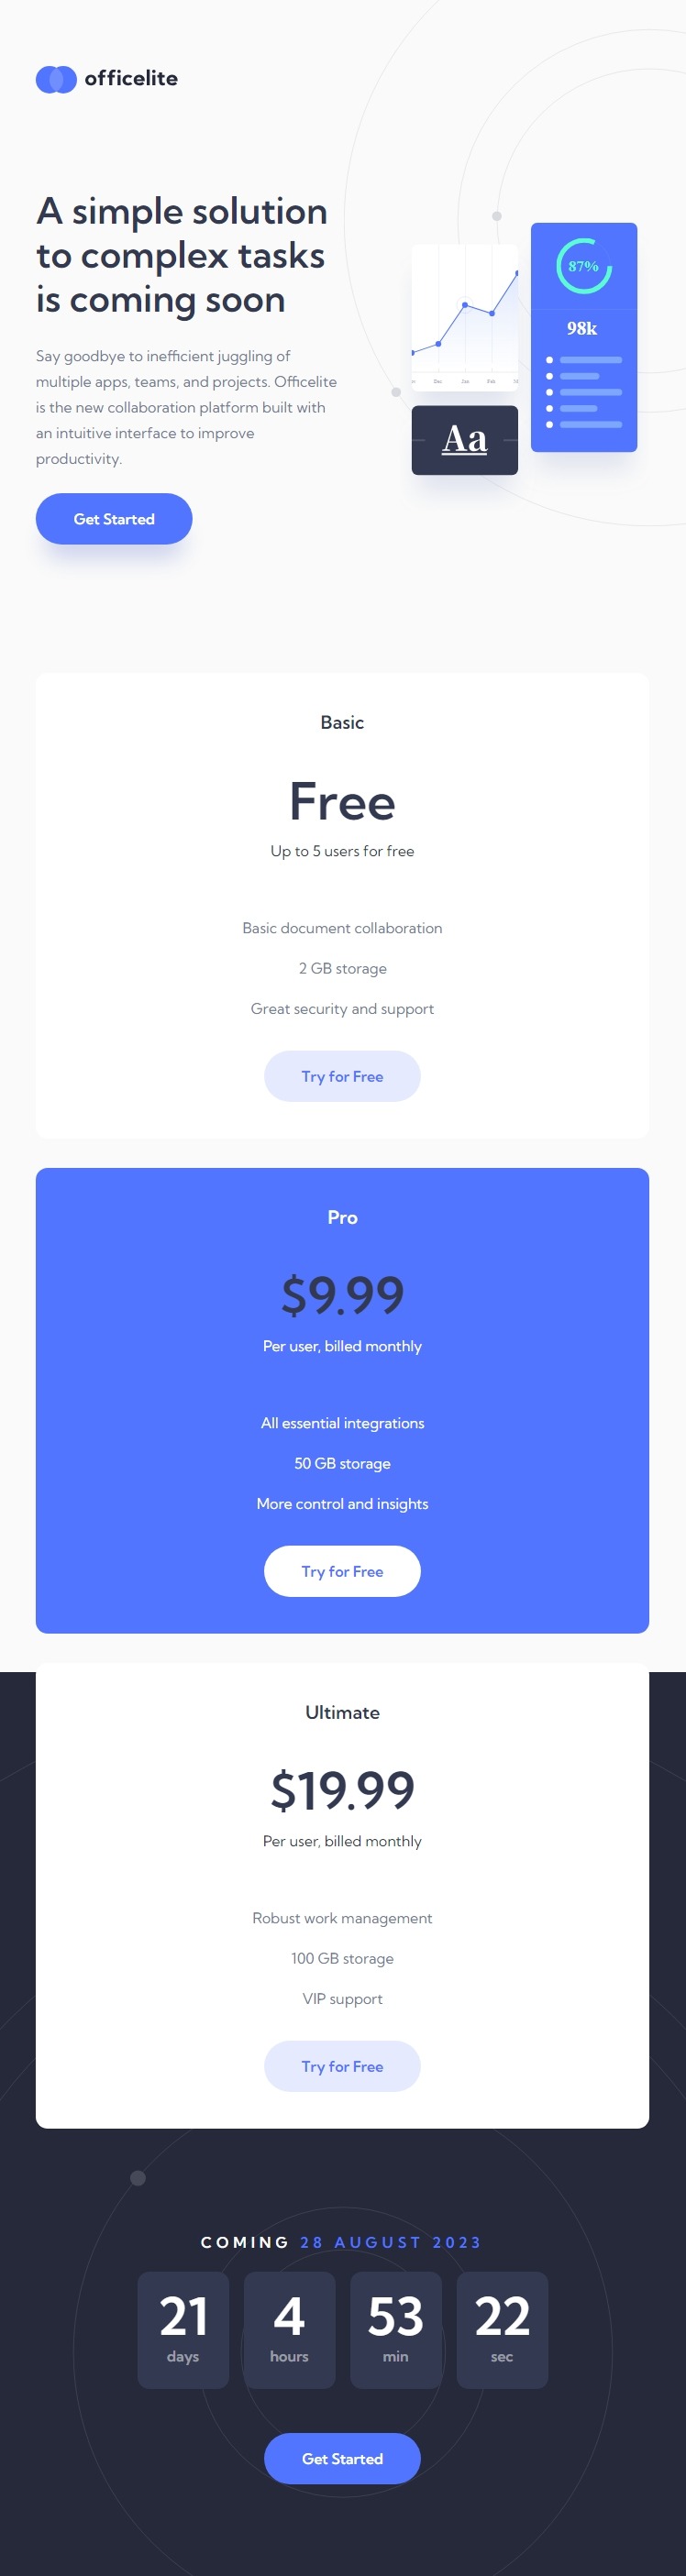 officelite
A simple solution
to complex tasks
is coming soon
Say goodbye to inefficient juggling of
multiple apps, teams, and projects. Officelite
is the new collaboration platform built with
an intuitive interface to improve
productivity.
Get Started
87%
98k
Dec Jan Feb
Aa
Basic
Free
Up to 5 users for free
Basic document collaboration
2 GB storage
Great security and support
Try for Free
Pro
$9.99
Per user, billed monthly
All essential integrations
50 GB storage
More control and insights
Try for Free
Ultimate
$19.99
Per user, billed monthly
Robust work management
100 GB storage
VIP support
Try for Free
COMING 28 AUGUST 2023
21 4 53 22
days hours min sec
Get Started